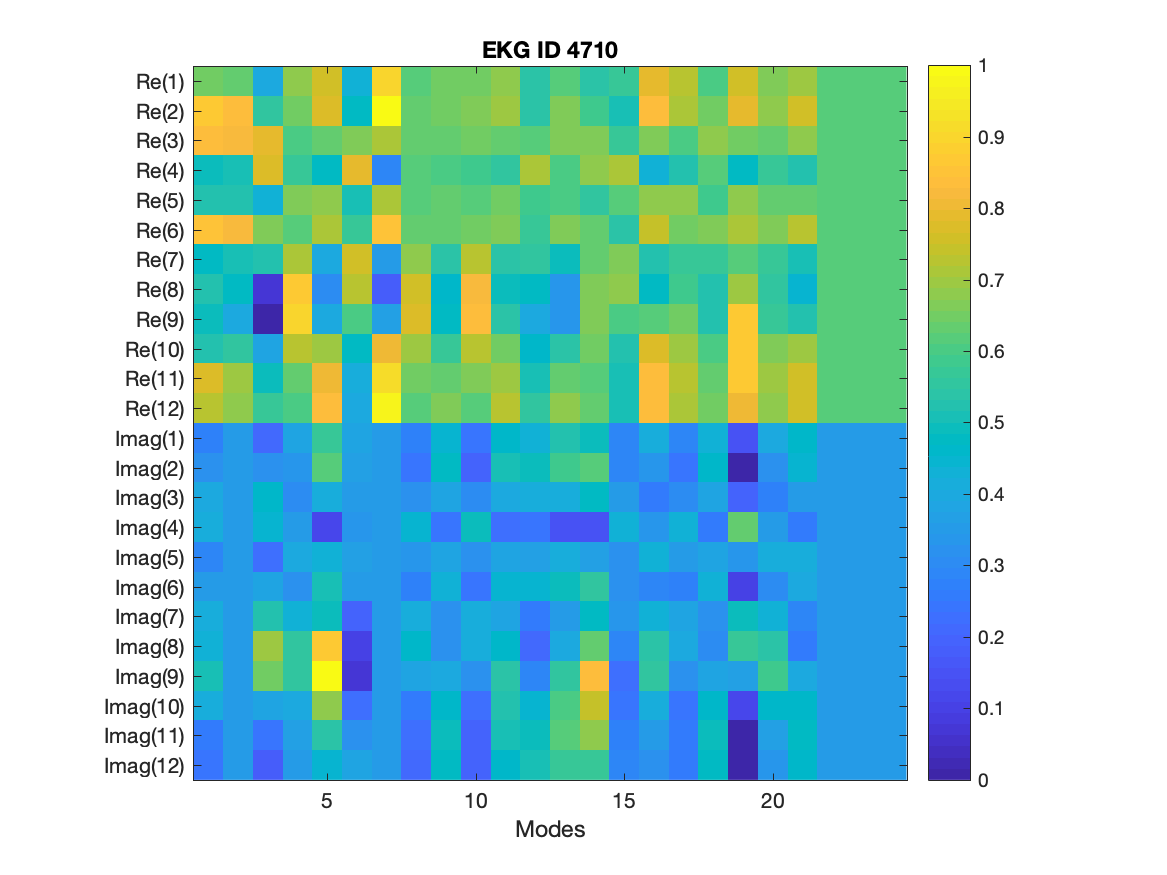 EKG ID 4710
Re(1)
Re(2)
Re(3)
Re(4)
Re(5)
Re(6)
Re(7)
Re(8)
Re(9)
Re(10)
Re(11)
Re(12)
Imag(1)
Imag(2)
Imag(3)
Imag(4)
Imag(5)
Imag(6)
Imag(7)
Imag(8)
Imag(9)
Imag(10)
Imag(11)
Imag(12)
5 10 15 20
Modes
1
0.9
0.8
0.7
0.6
0.5
0.4
0.3
0.2
0.1
0